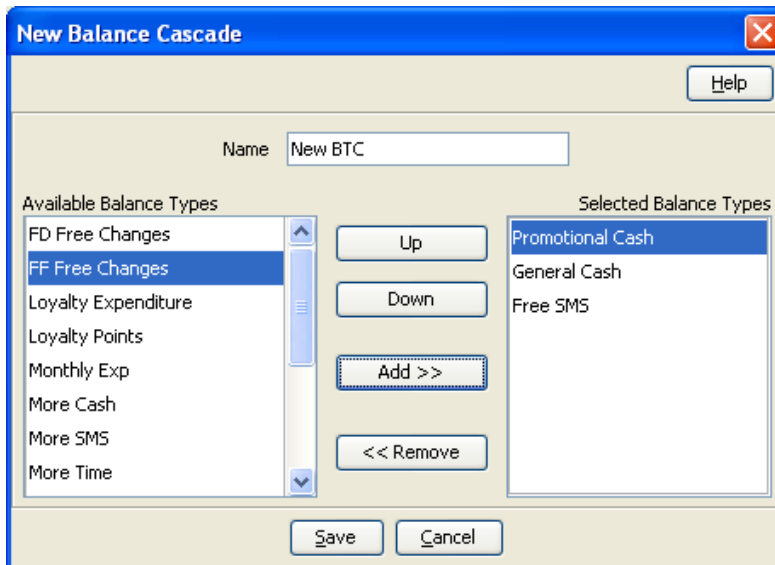 New Balance Cascade
Help
Name New BTC
Available Balance Types
Selected Balance Types
FD Free Changes
FF Free Changes
Loyalty Expenditure
Loyalty Points
Monthly Exp
More Cash
More SMS
More Time
Up
Down
Add >>
<< Remove
Promotional Cash
General Cash
Free SMS
Save
Cancel